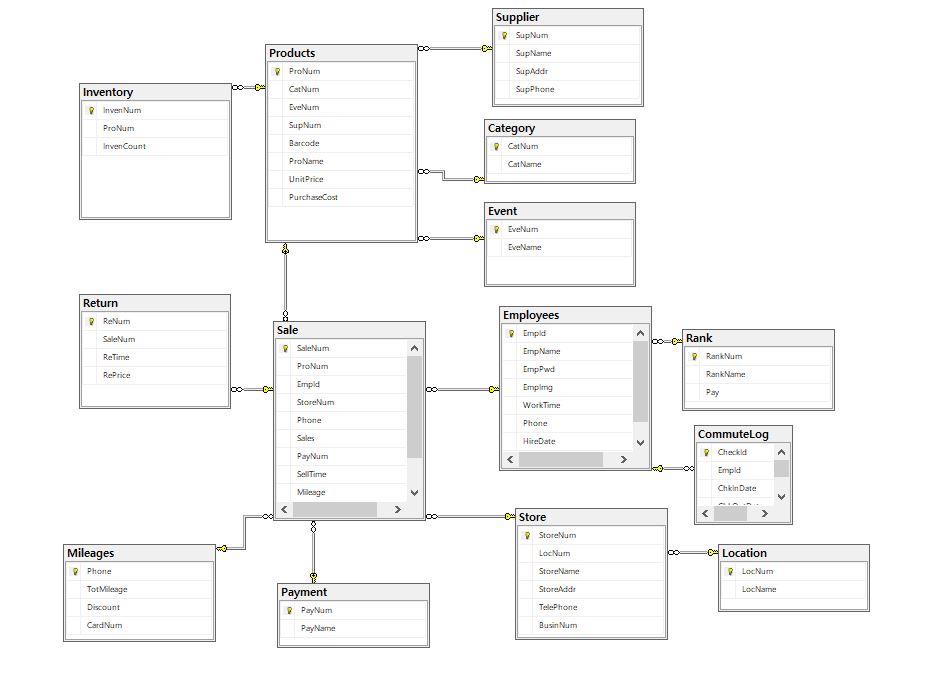 Supplier
SupNum
SupName
SupAddr
SupPhone
Products
ProNum
CatNum
EveNum
SupNum
Barcode
ProName
UnitPrice
PurchaseCost
Inventory
InvenNum
ProNum
InvenCount
Category
CatNum
CatName
Event
EveNum
EveName
Return
ReNum
SaleNum
ReTime
RePrice
Sale
SaleNum
ProNum
EmpId
StoreNum
Phone
Sales
PayNum
SellTime
Mileage
Employees
EmpId
EmpName
EmpPwd
EmpImg
WorkTime
Phone
HireDate
Rank
RankNum
RankName
Pay
CommuteLog
CheckId
EmpId
ChkInDate
Store
StoreNum
LocNum
StoreName
StoreAddr
TelePhone
BusinNum
Location
LocNum
LocName
Mileages
Phone
TotMileage
Discount
CardNum
Payment
PayNum
PayName